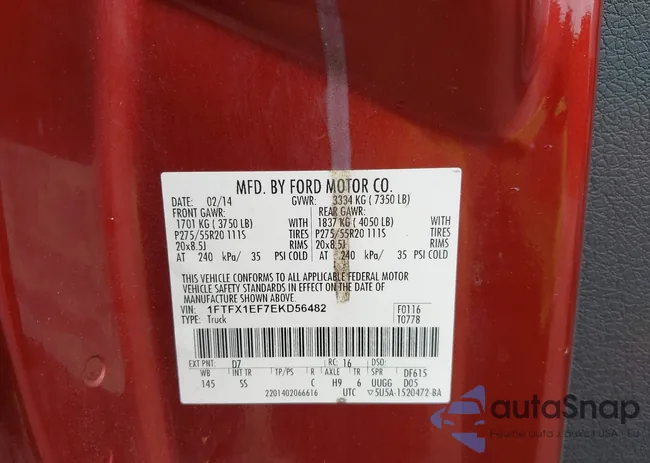 MFD. BY FORD MOTOR CO.
DATE: 02/14 GVWR: 3334 KG ( 7350 LB)
FRONT GAWR: REAR GAWR:
1701 KG ( 3750 LB) WITH 1837 KG ( 4050 LB) WITH
P275/55R20 111S TIRES P275/55R20 111S TIRES
20x8.5J RIMS 20x8.5J RIMS
AT 240 kPa/ 35 PSI COLD AT 240 kPa/ 35 PSI COLD
THIS VEHICLE CONFORMS TO ALL APPLICABLE FEDERAL MOTOR
VEHICLE SAFETY STANDARDS IN EFFECT ON THE DATE OF
MANUFACTURE SHOWN ABOVE.
VIN: 1FTFX1EF7EKD56482 F0116
TYPE: Truck T0778
EXT PNT: D7 RC: 16 DSO:
WB INT TR TP/PS R AXLE TR SPR DF615
145 SS C H9 6 UUGG D05
2201402066616 UTC ▽ 5U5A-1520472-BA
autoSnap